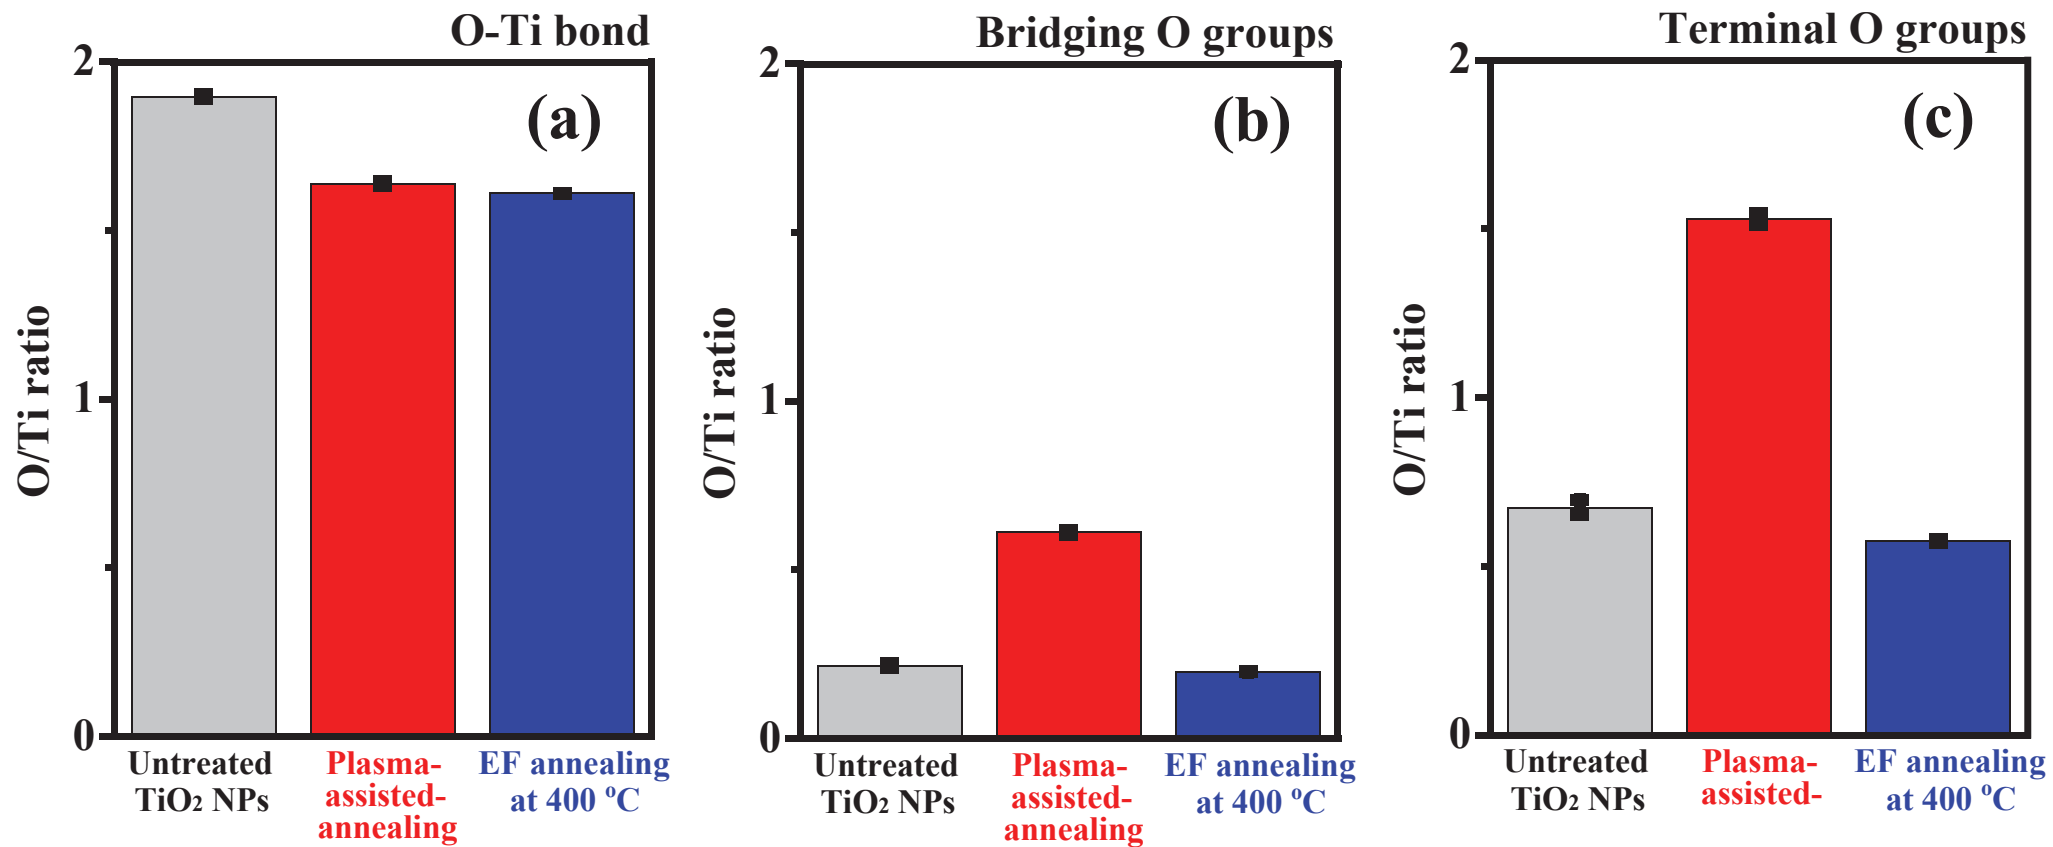 O-Ti bond
(a)
2
1
0
O/Ti ratio
Untreated
TiO2 NPs
Plasma-
assisted-
annealing
EF annealing
at 400 oC
Bridging O groups
(b)
2
1
0
O/Ti ratio
Untreated
TiO2 NPs
Plasma-
assisted-
annealing
EF annealing
at 400 oC
Terminal O groups
(c)
2
1
0
O/Ti ratio
Untreated
TiO2 NPs
Plasma-
assisted-
EF annealing
at 400 oC